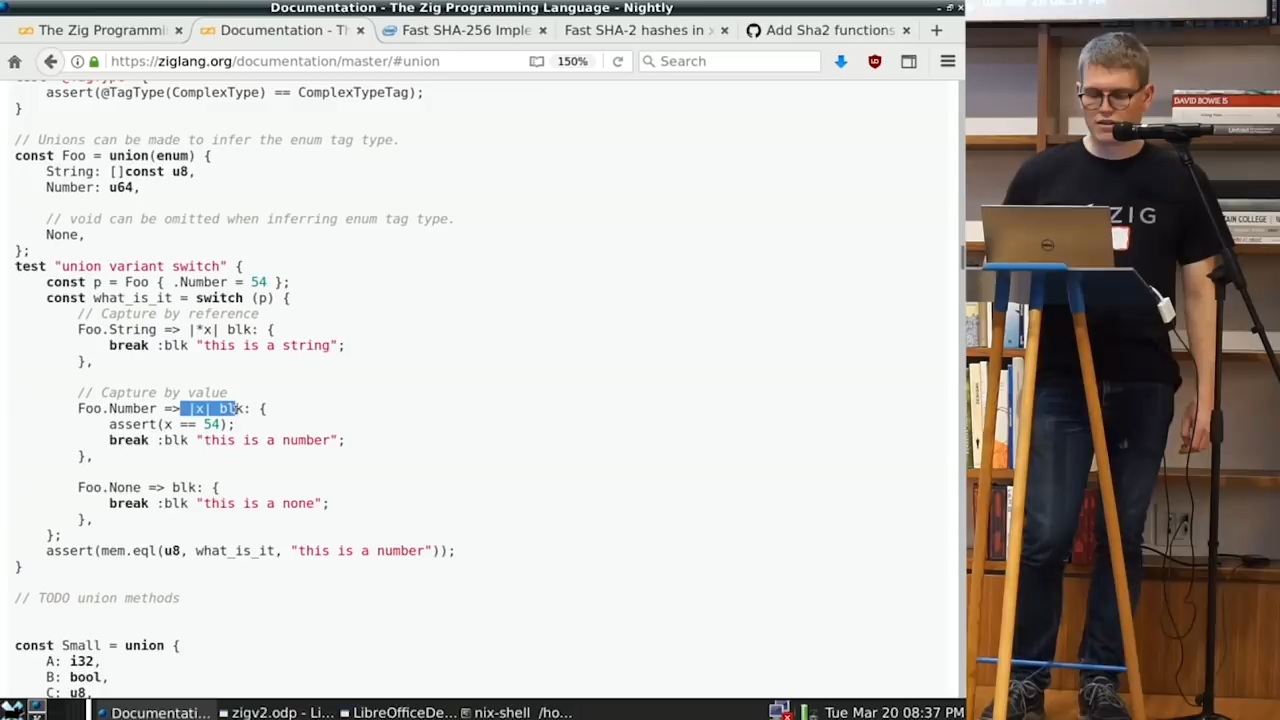 Documentation - The Zig Programming Language - Nightly
The Zig Programmi
Documentation - Th
Fast SHA-256 Imple
Fast SHA-2 hashes in
Add Sha2 functions
https://ziglang.org/documentation/master/#union
150%
Search
assert(@TagType(ComplexType) == ComplexTypeTag);
}
// Unions can be made to infer the enum tag type.
const Foo = union(enum) {
String: []const u8,
Number: u64,
// void can be omitted when inferring enum tag type.
None,
};
test "union variant switch" {
const p = Foo { .Number = 54 };
const what_is_it = switch (p) {
// Capture by reference
Foo.String => |*x| blk: {
break :blk "this is a string";
},
// Capture by value
Foo.Number => |x| blk: {
assert(x == 54);
break :blk "this is a number";
},
Foo.None => blk: {
break :blk "this is a none";
},
};
assert(mem.eql(u8, what_is_it, "this is a number"));
}
// TODO union methods
const Small = union {
A: i32,
B: bool,
C: u8,
Documentati...
zigv2.odp - Li...
LibreOfficeDe...
nix-shell /ho...
Tue Mar 20 08:37 PM
ZIG
DAVID BOWIE IS